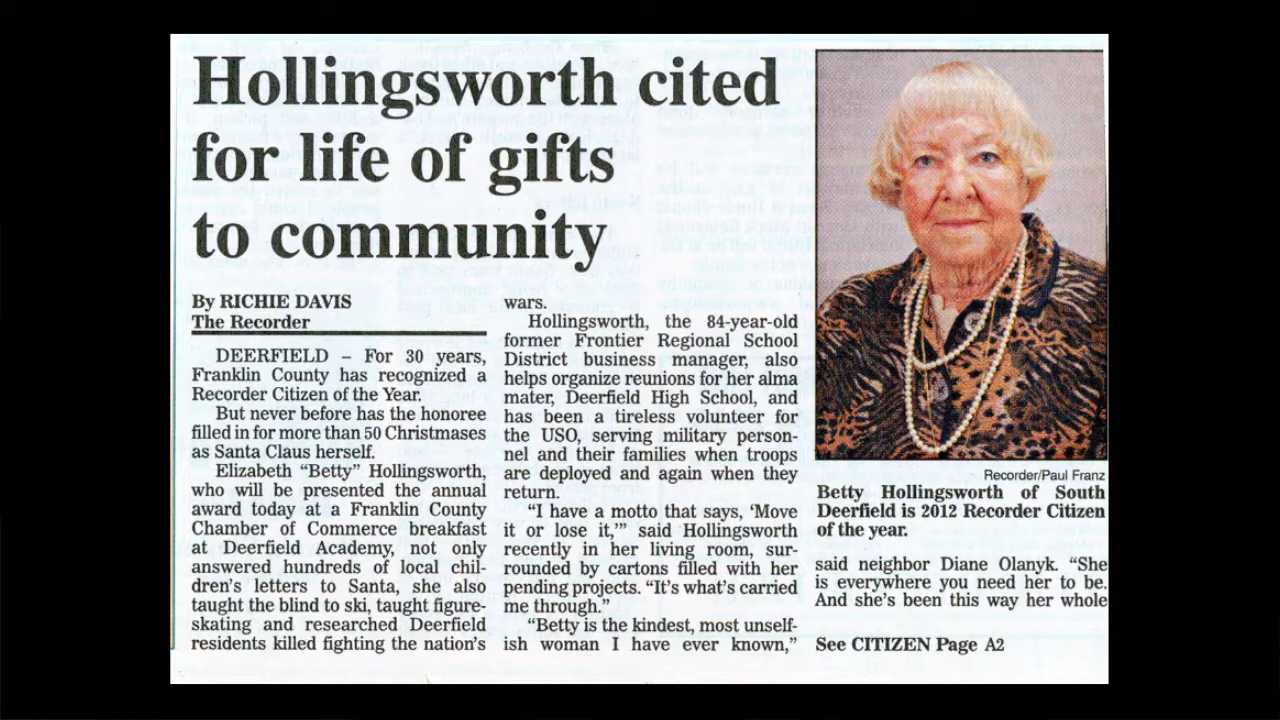 Hollingsworth cited
for life of gifts
to community
By RICHIE DAVIS
The Recorder
DEERFIELD – For 30 years,
Franklin County has recognized a
Recorder Citizen of the Year.
But never before has the honoree
filled in for more than 50 Christmases
as Santa Claus herself.
Elizabeth “Betty” Hollingsworth,
who will be presented the annual
award today at a Franklin County
Chamber of Commerce breakfast
at Deerfield Academy, not only
answered hundreds of local chil-
dren’s letters to Santa, she also
taught the blind to ski, taught figure-
skating and researched Deerfield
residents killed fighting the nation’s
wars.
Hollingsworth, the 84-year-old
former Frontier Regional School
District business manager, also
helps organize reunions for her alma
mater, Deerfield High School, and
has been a tireless volunteer for
the USO, serving military person-
nel and their families when troops
are deployed and again when they
return.
“I have a motto that says, ‘Move
it or lose it,’” said Hollingsworth
recently in her living room, sur-
rounded by cartons filled with her
pending projects. “It’s what’s carried
me through.”
“Betty is the kindest, most unself-
ish woman I have ever known,”
Recorder/Paul Franz
Betty Hollingsworth of South
Deerfield is 2012 Recorder Citizen
of the year.
said neighbor Diane Olanyk. “She
is everywhere you need her to be.
And she’s been this way her whole
See CITIZEN Page A2